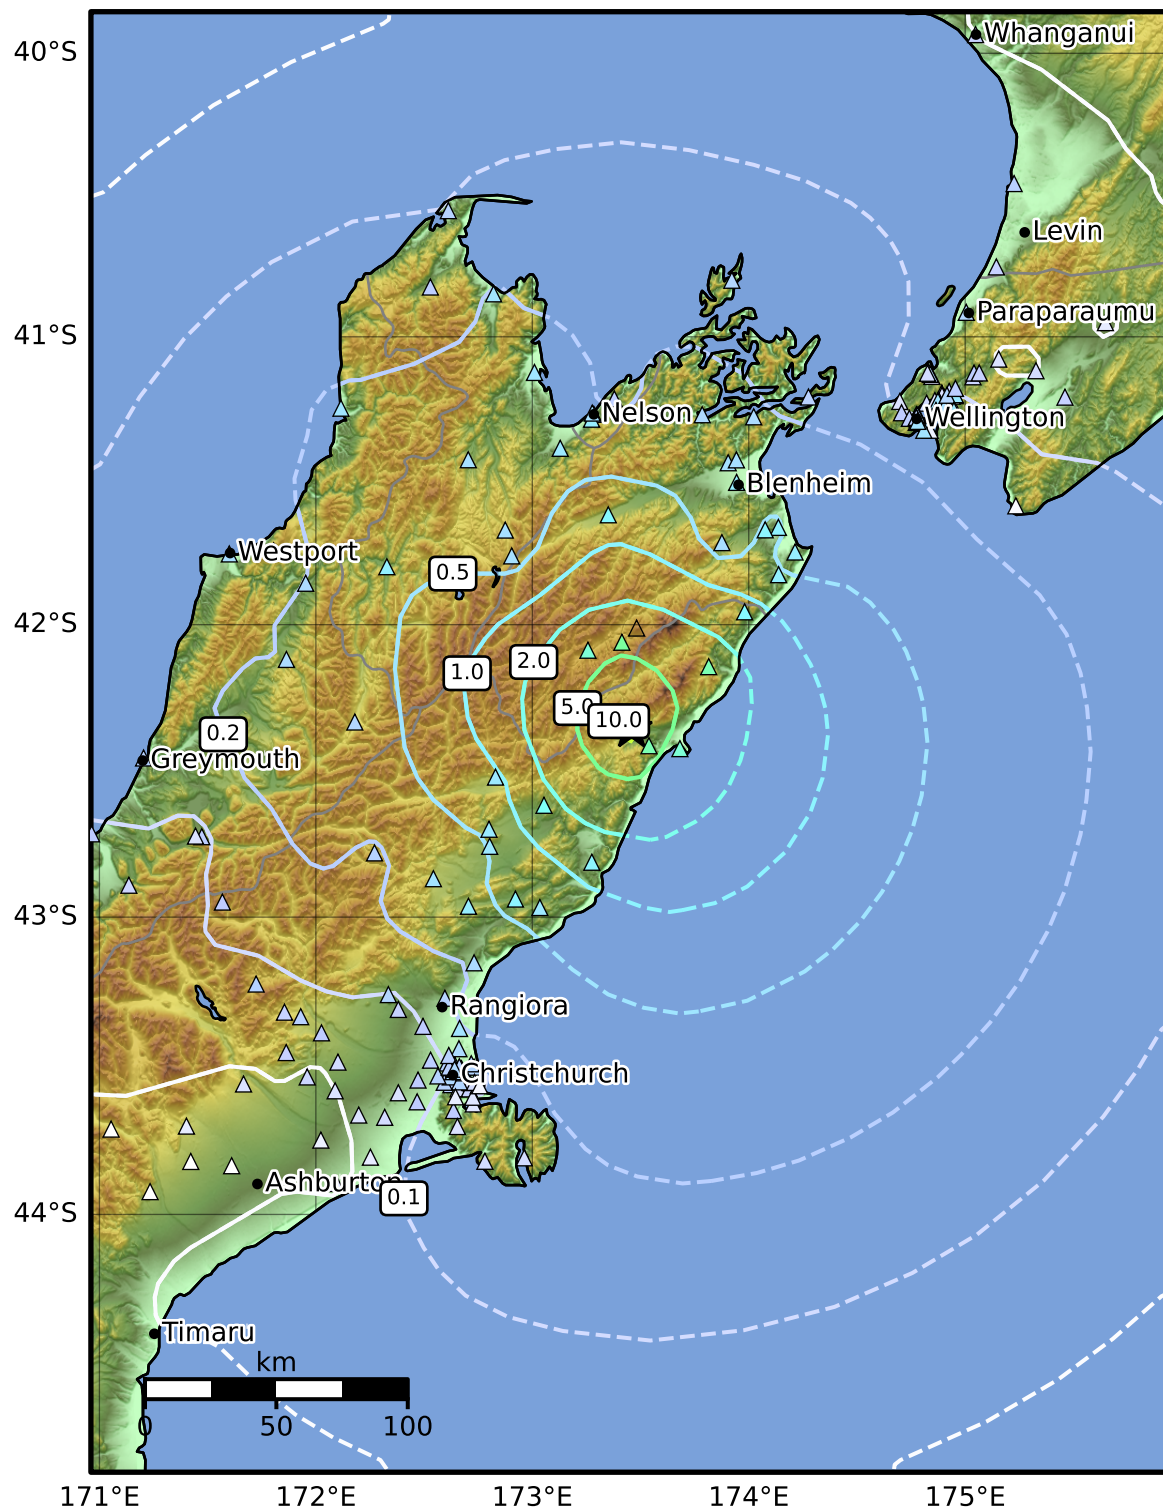 40°S
Whanganui
Levin
Paraparaumu
41°S
Nelson
Wellington
Blenheim
Westport
0.5
42°S
2.0
1.0
5.0
10.0
0.2
Greymouth
43°S
Rangiora
Christchurch
Ashburton
0.1
44°S
Timaru
km
0 50 100
171°E 172°E 173°E 174°E 175°E